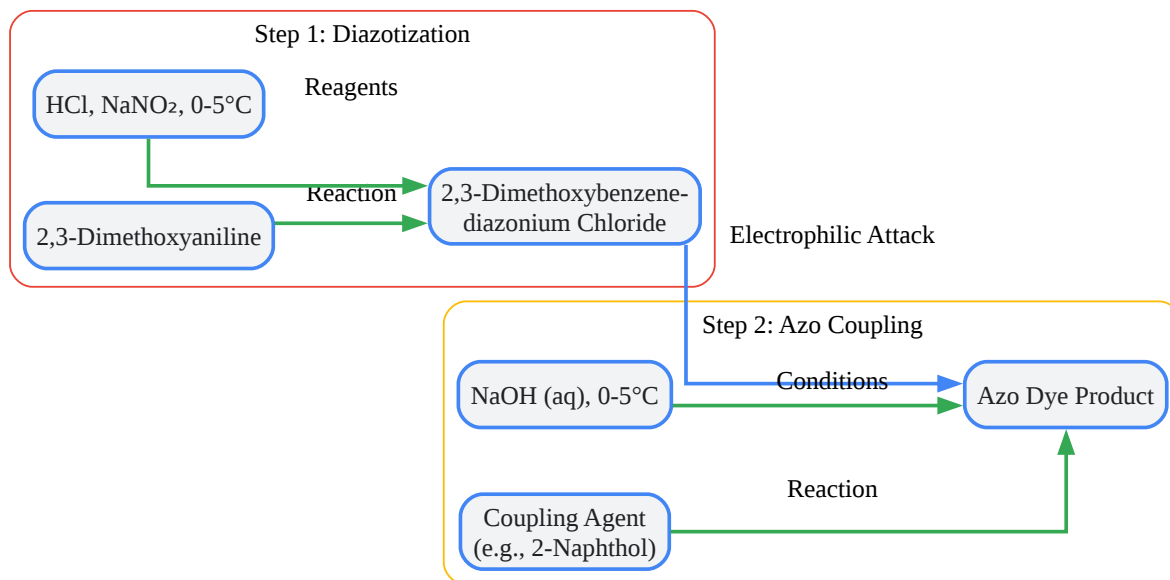 Step 1: Diazotization
Reagents
HCl, NaNO₂, 0-5°C
Reaction
2,3-Dimethoxyaniline
2,3-Dimethoxybenzene-
diazonium Chloride
Electrophilic Attack
Step 2: Azo Coupling
Conditions
NaOH (aq), 0-5°C
Azo Dye Product
Reaction
Coupling Agent
(e.g., 2-Naphthol)